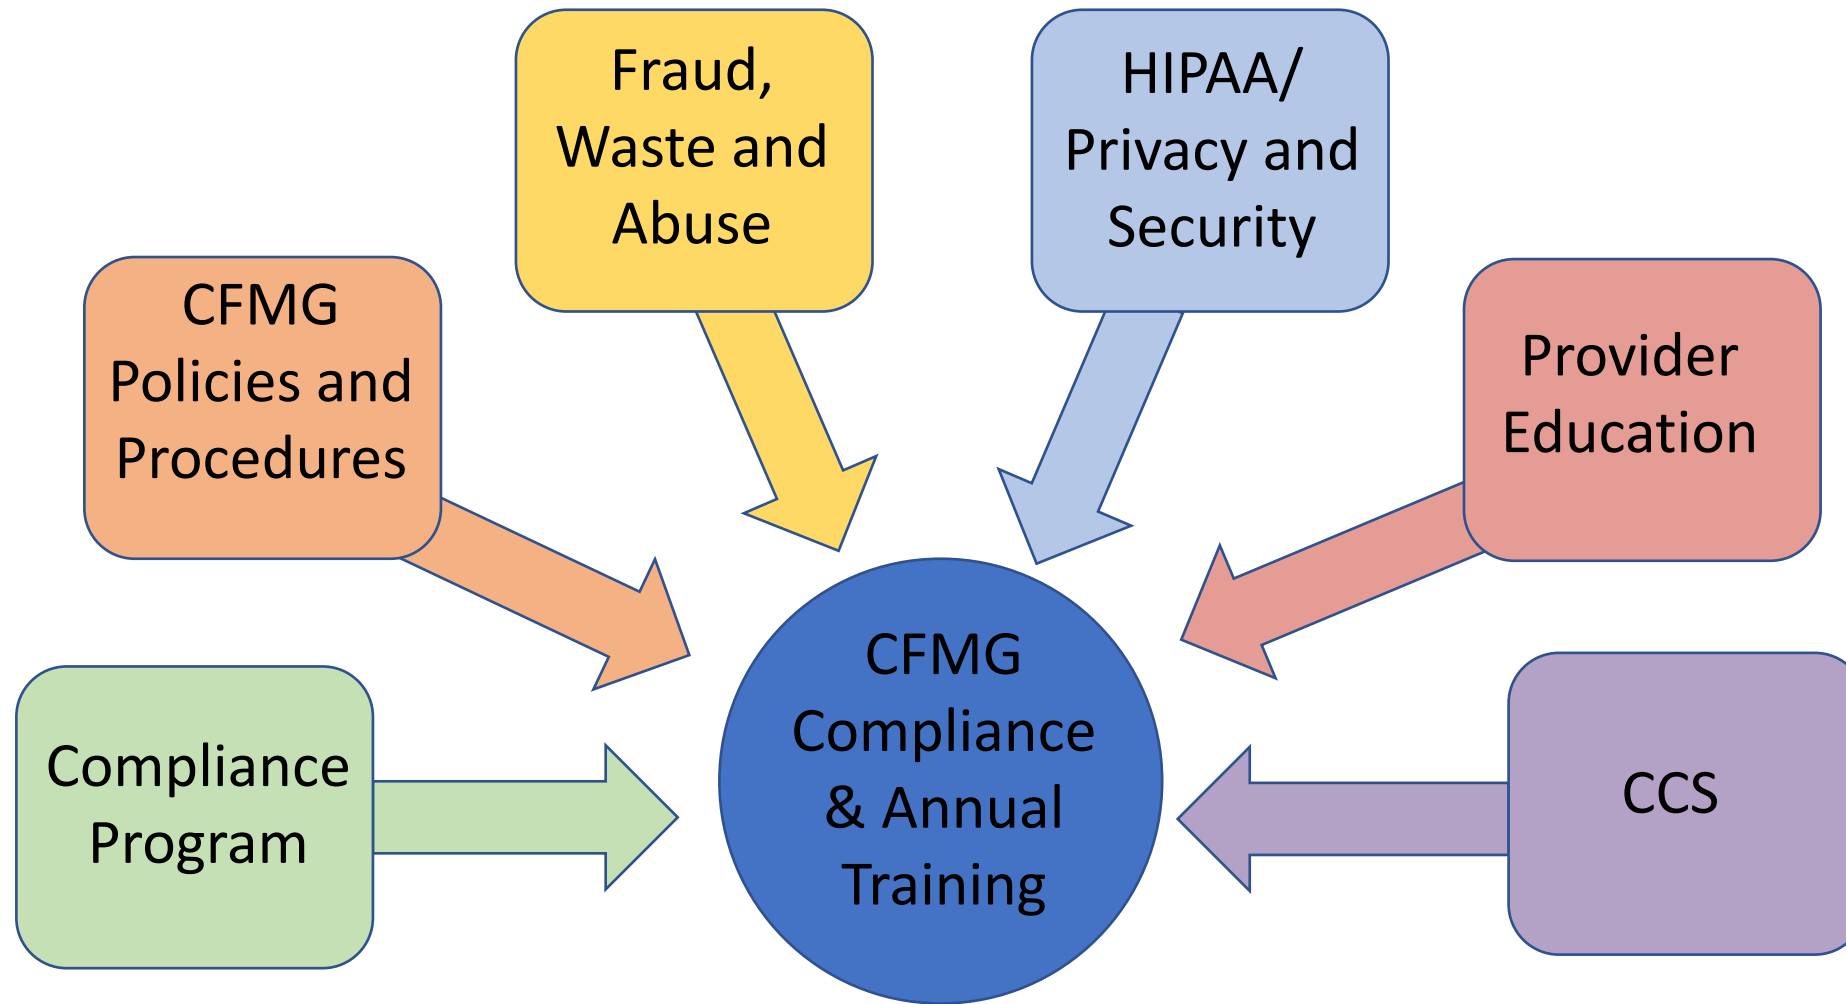 Fraud,
Waste and
Abuse
HIPAA/
Privacy and
Security
CFMG
Policies and
Procedures
Provider
Education
Compliance
Program
CFMG
Compliance
& Annual
Training
CCS